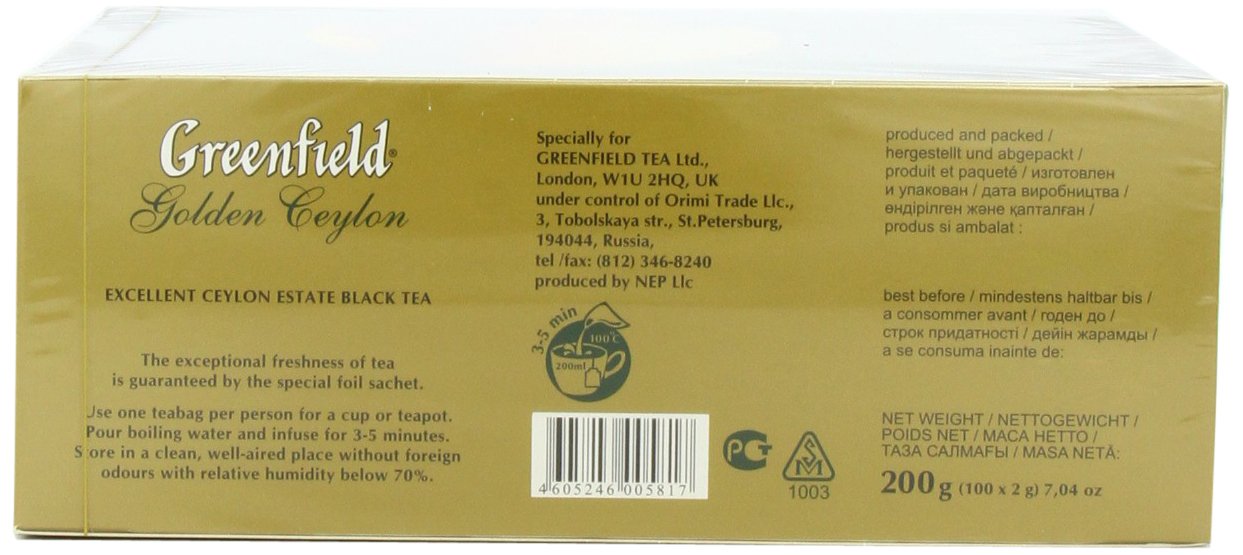 Greenfield®
Golden Ceylon
EXCELLENT CEYLON ESTATE BLACK TEA
The exceptional freshness of tea
is guaranteed by the special foil sachet.
Use one teabag per person for a cup or teapot.
Pour boiling water and infuse for 3-5 minutes.
Store in a clean, well-aired place without foreign
odours with relative humidity below 70%.
Specially for
GREENFIELD TEA Ltd.,
London, W1U 2HQ, UK
under control of Orimi Trade Llc.,
3, Tobolskaya str., St.Petersburg,
194044, Russia,
tel /fax: (812) 346-8240
produced by NEP Llc
3-5 min
100°C
200ml
4 605246 005817
РСТ
SM
1003
produced and packed /
hergestellt und abgepackt /
produit et paqueté / изготовлен
и упакован / дата виробництва /
өндірілген және қапталған /
produs si ambalat :
best before / mindestens haltbar bis /
a consommer avant / годен до /
строк придатності / дейін жарамды /
a se consuma inainte de:
NET WEIGHT / NETTOGEWICHT /
POIDS NET / МАСА НЕТТО /
ТАЗА САЛМАҒЫ / MASA NETĂ:
200 g (100 x 2 g) 7,04 oz